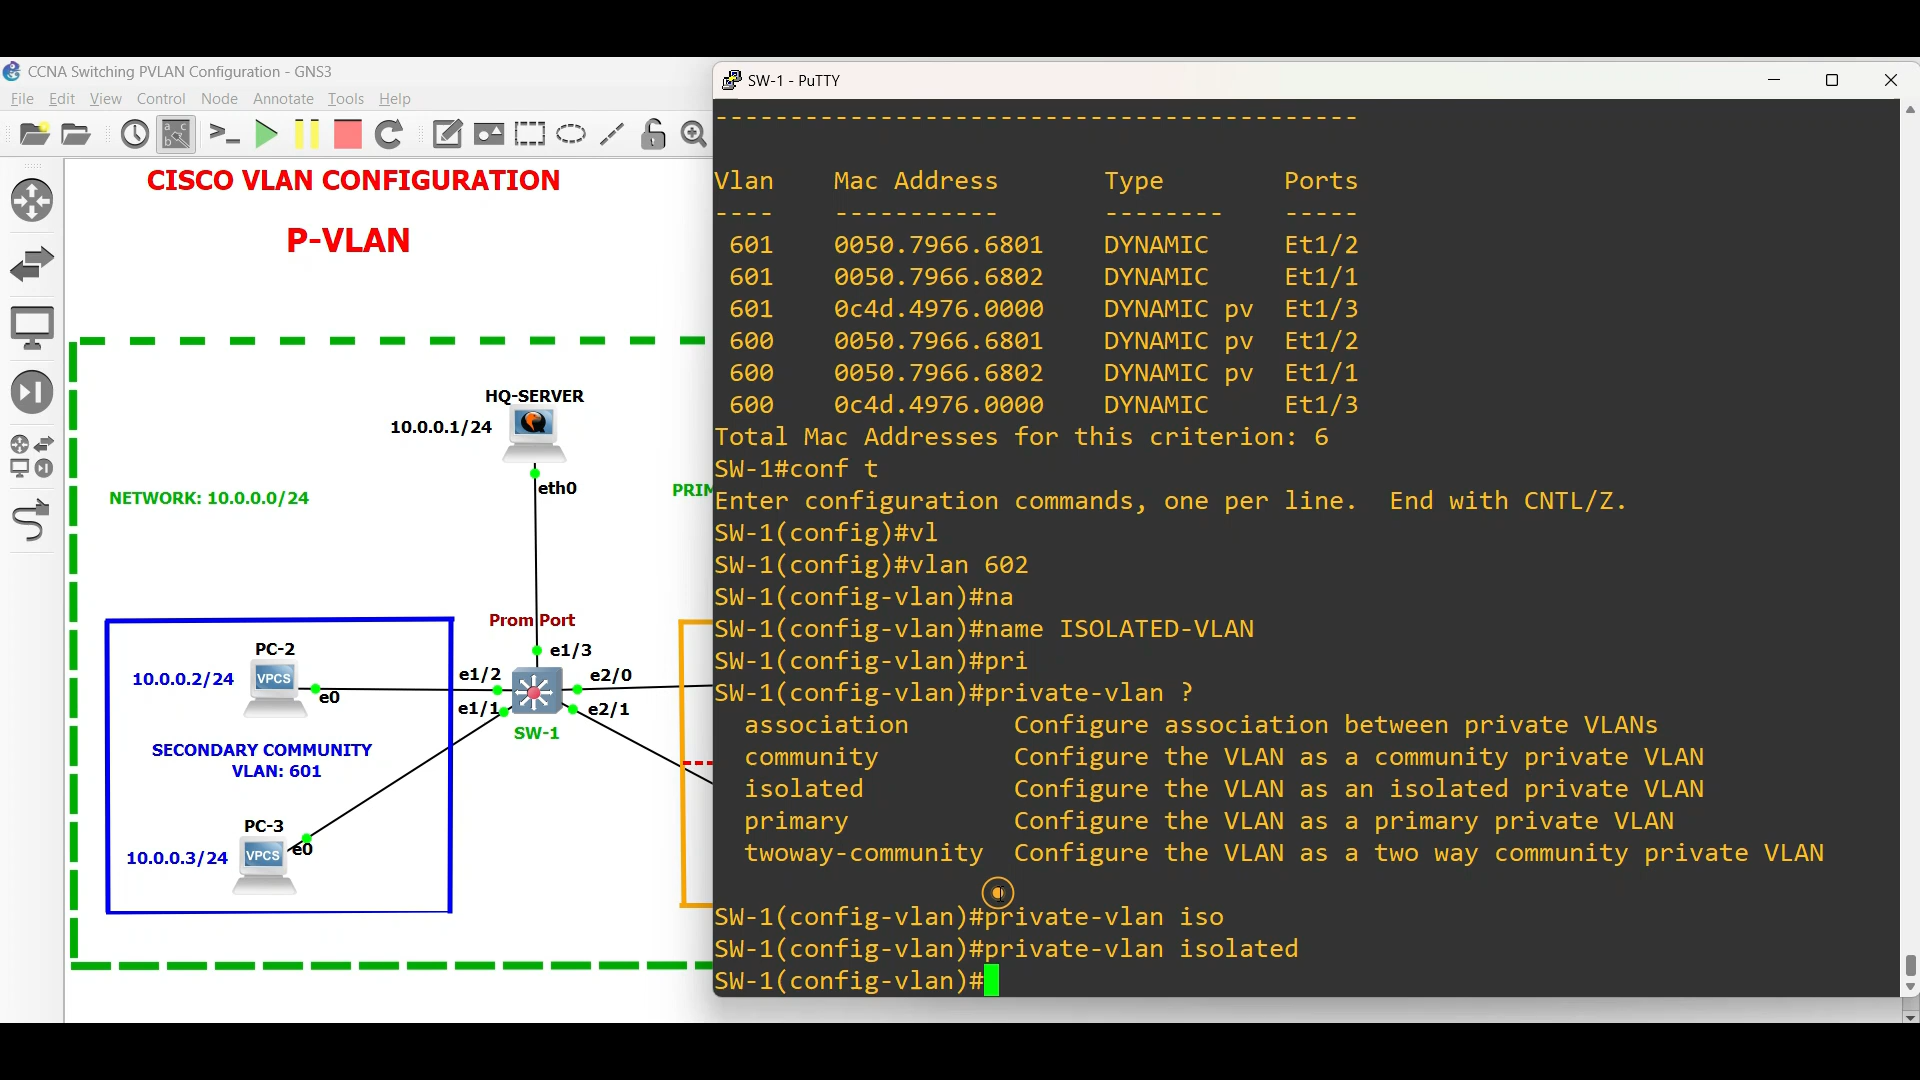 CCNA Switching PVLAN Configuration - GNS3
File Edit View Control Node Annotate Tools Help
CISCO VLAN CONFIGURATION
P-VLAN
HQ-SERVER
10.0.0.1/24
eth0
NETWORK: 10.0.0.0/24
PRIM
Prom Port
e1/3
PC-2
10.0.0.2/24
VPCS
e0
e1/2
e2/0
e1/1
e2/1
SW-1
SECONDARY COMMUNITY
VLAN: 601
PC-3
10.0.0.3/24
VPCS
e0
SW-1 - PuTTY
-------------------------------------------
Vlan    Mac Address       Type        Ports
----    -----------       --------    -----
 601    0050.7966.6801    DYNAMIC     Et1/2
 601    0050.7966.6802    DYNAMIC     Et1/1
 601    0c4d.4976.0000    DYNAMIC pv  Et1/3
 600    0050.7966.6801    DYNAMIC pv  Et1/2
 600    0050.7966.6802    DYNAMIC pv  Et1/1
 600    0c4d.4976.0000    DYNAMIC     Et1/3
Total Mac Addresses for this criterion: 6
SW-1#conf t
Enter configuration commands, one per line.  End with CNTL/Z.
SW-1(config)#vl
SW-1(config)#vlan 602
SW-1(config-vlan)#na
SW-1(config-vlan)#name ISOLATED-VLAN
SW-1(config-vlan)#pri
SW-1(config-vlan)#private-vlan ?
  association       Configure association between private VLANs
  community         Configure the VLAN as a community private VLAN
  isolated          Configure the VLAN as an isolated private VLAN
  primary           Configure the VLAN as a primary private VLAN
  twoway-community  Configure the VLAN as a two way community private VLAN
SW-1(config-vlan)#private-vlan iso
SW-1(config-vlan)#private-vlan isolated
SW-1(config-vlan)#